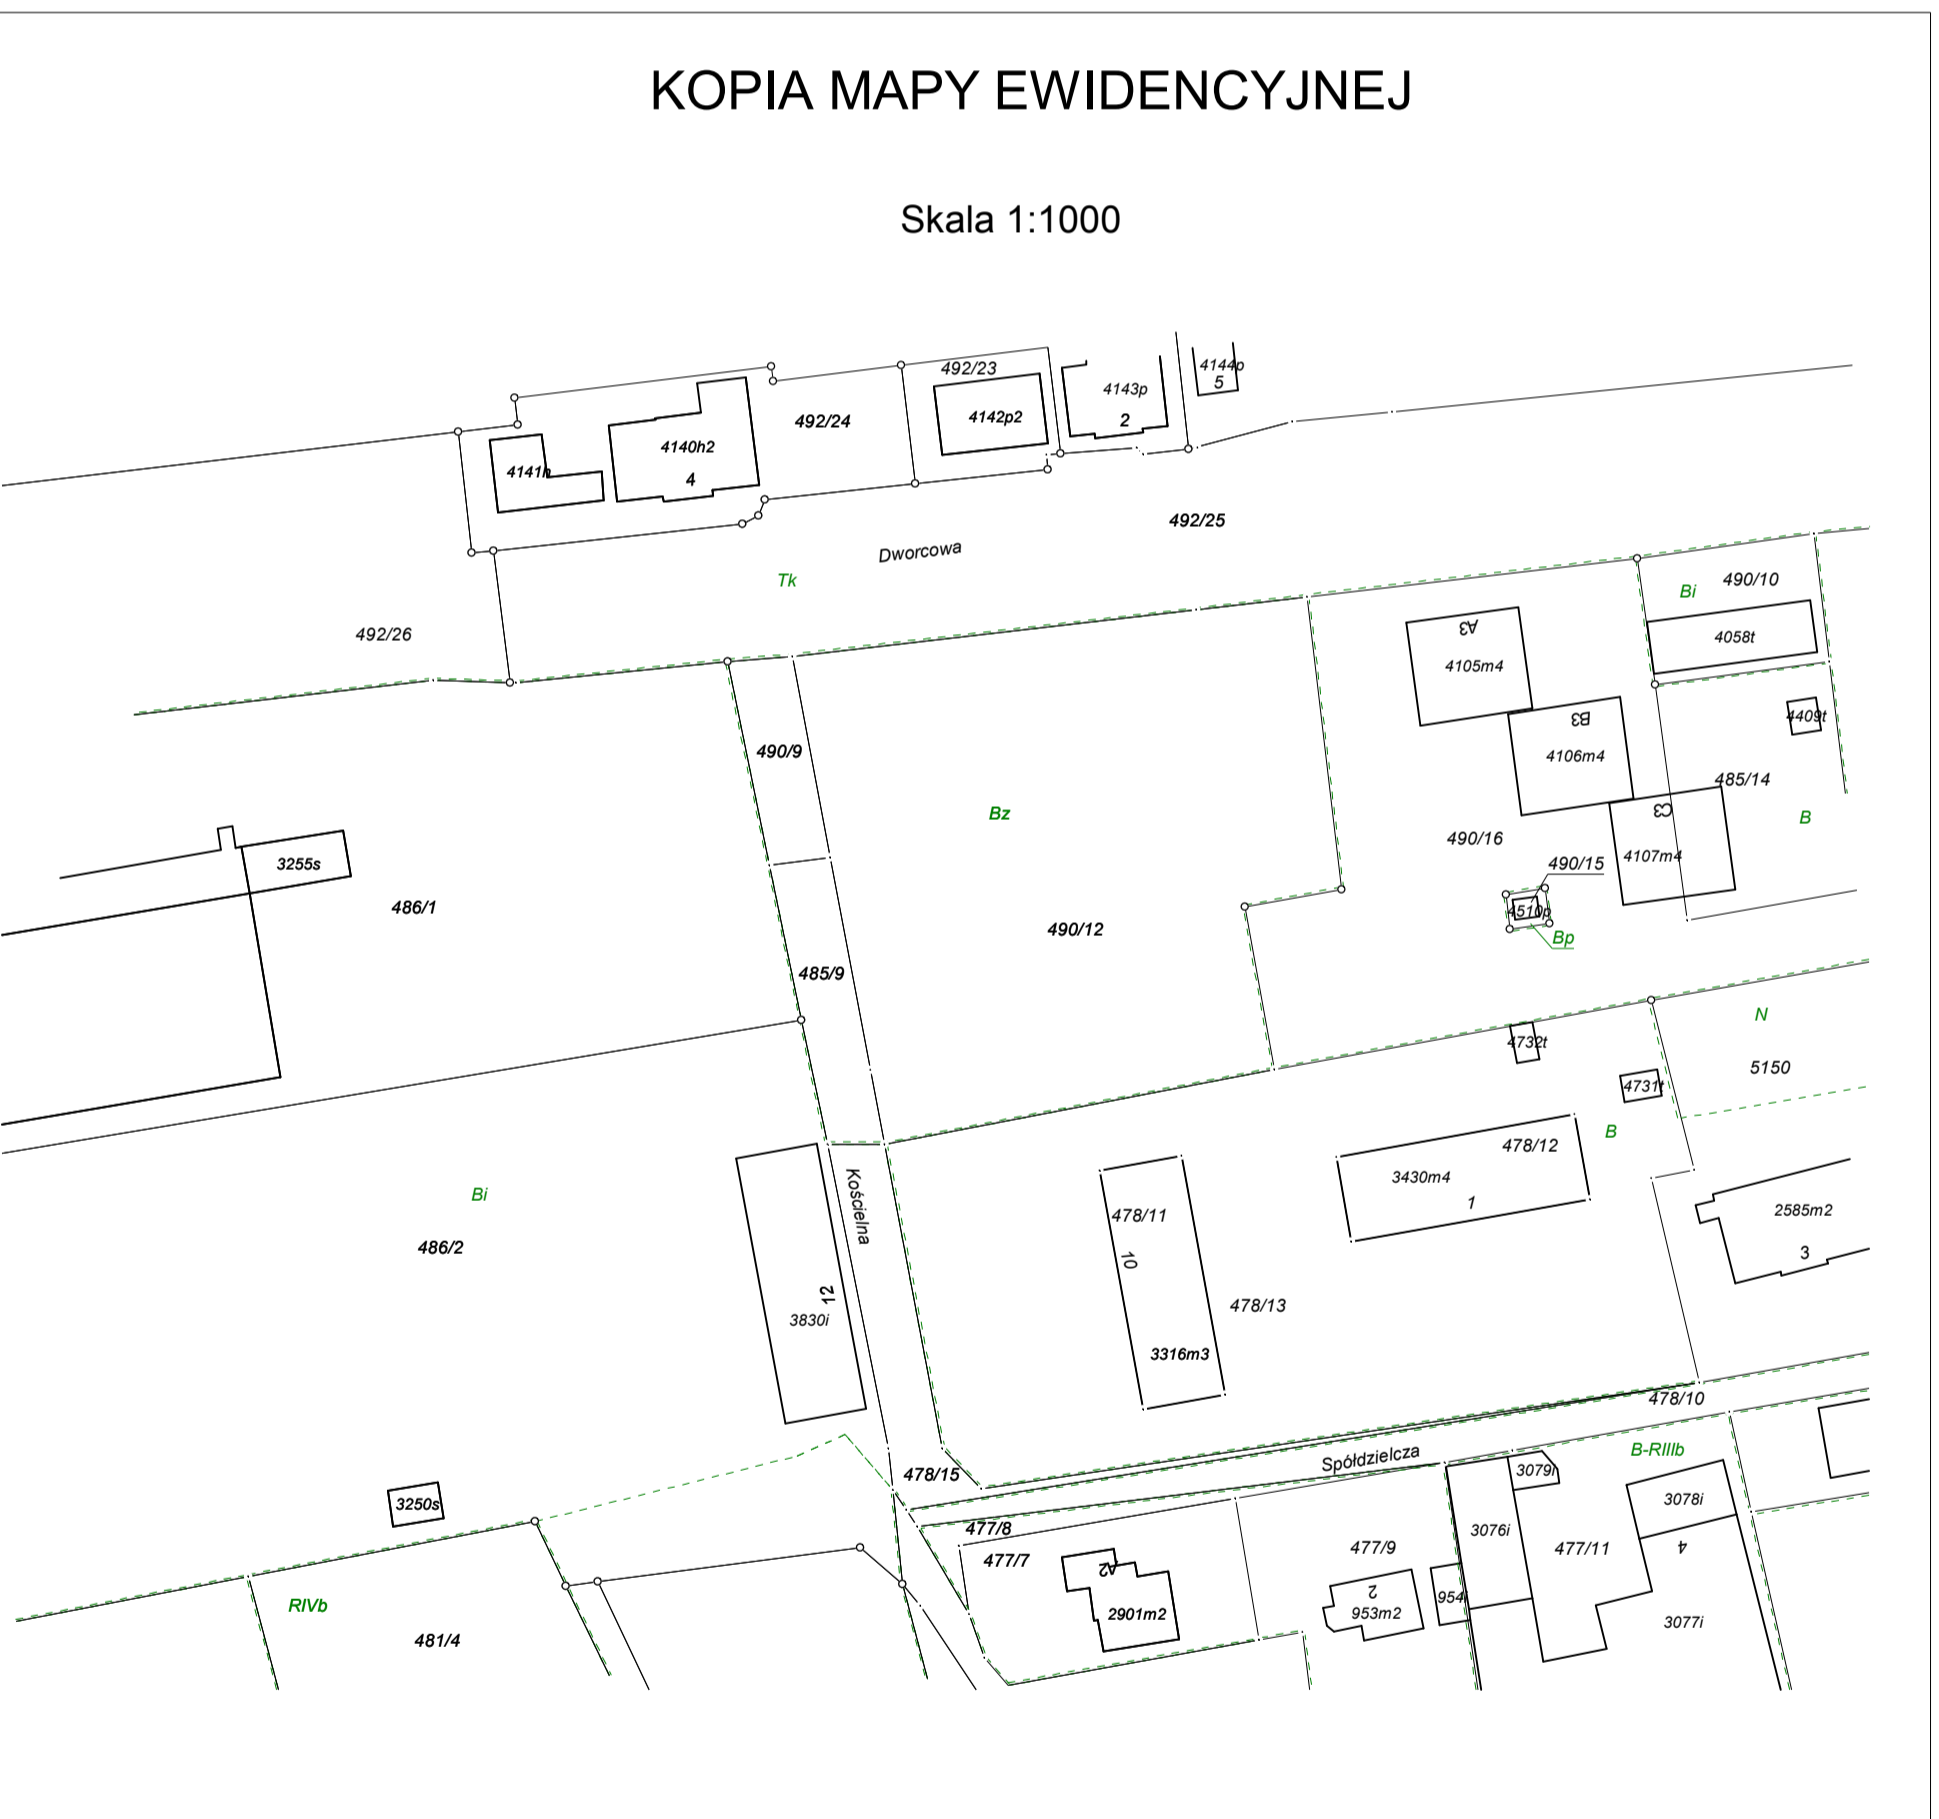 KOPIA MAPY EWIDENCYJNEJ
Skala 1:1000
492/23
4144p
5
4143p
2
4142p2
492/24
4140h2
4
4141h
492/25
Dworcowa
Tk
492/26
490/10
Bi
4058t
A3
4105m4
B3
4106m4
4409t
485/14
B
C3
4107m4
490/9
Bz
490/16
490/15
4510p
Bp
3255s
486/1
490/12
485/9
N
5150
4732t
4731t
B
478/12
3430m4
1
Kościelna
478/11
10
2585m2
3
Bi
486/2
12
3830i
478/13
3316m3
478/10
Spółdzielcza
B-RIIIb
478/15
3079i
3250s
3078i
477/8
3076i
477/7
477/9
477/11
4
A2
2
954i
953m2
2901m2
3077i
RIVb
481/4